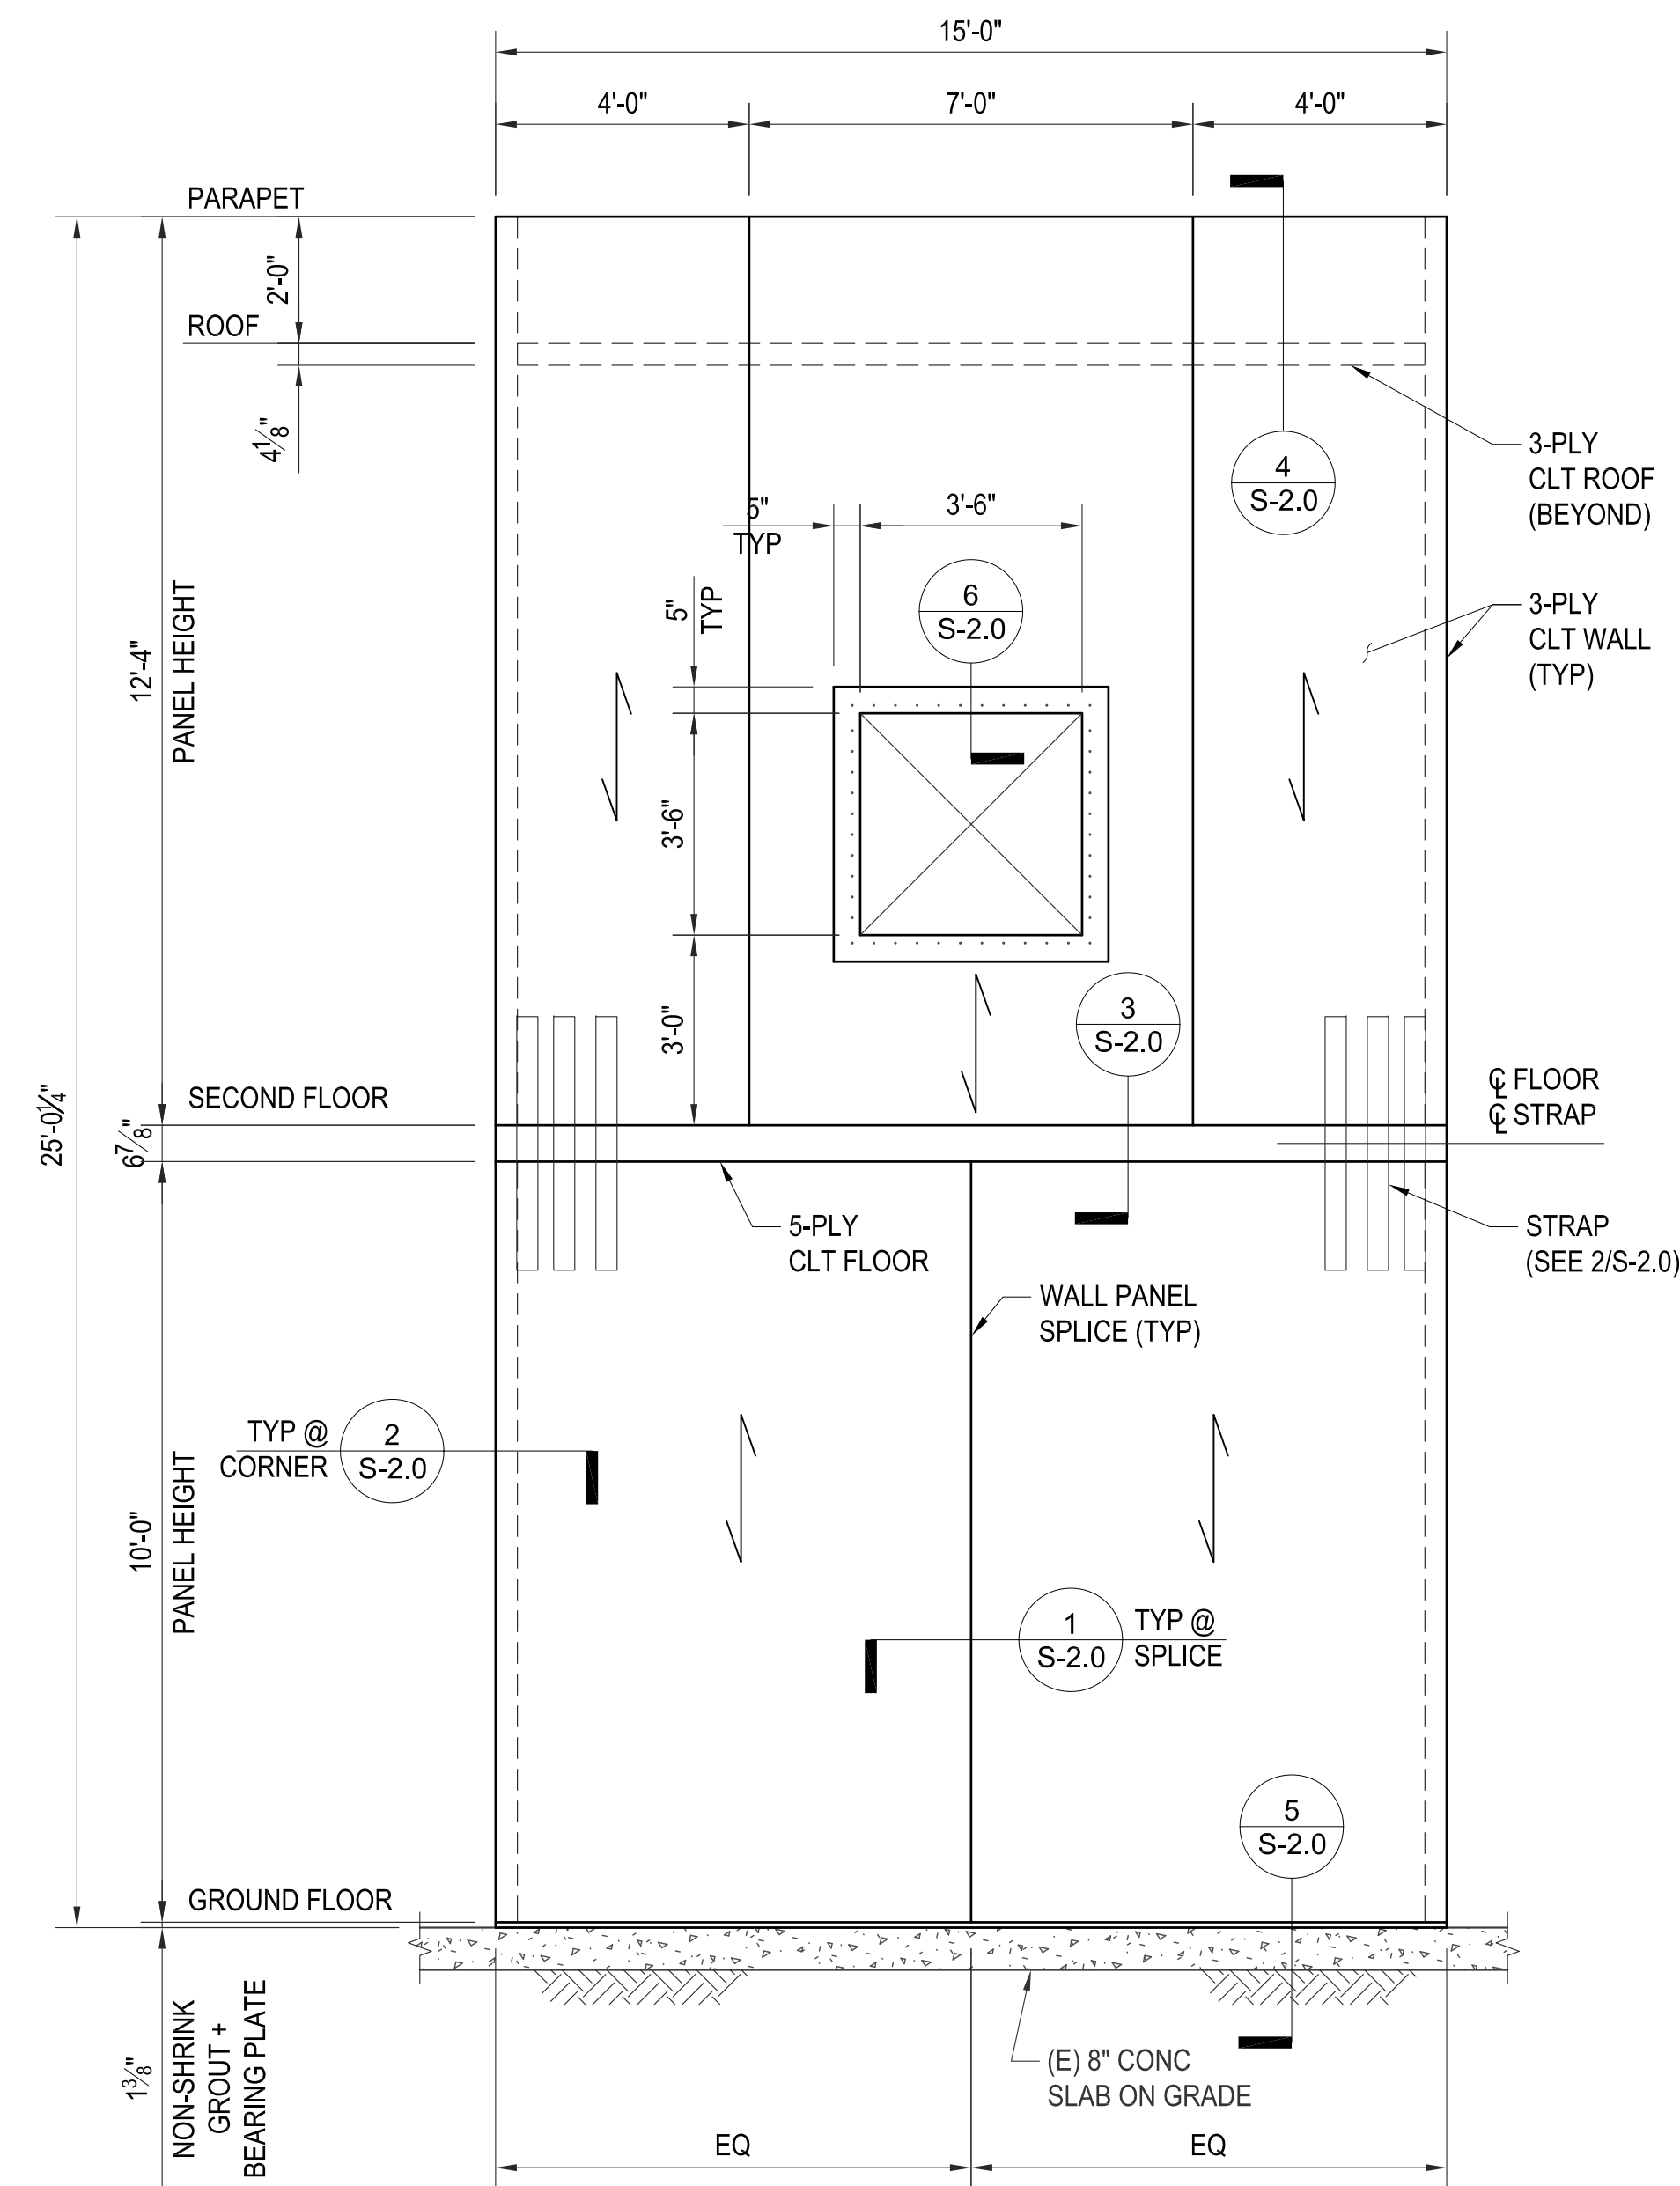 15'-0"
4'-0"
7'-0"
4'-0"
PARAPET
2'-0"
ROOF
4 1/8"
3-PLY
CLT ROOF
(BEYOND)
4
S-2.0
5"
TYP
3'-6"
5"
TYP
6
S-2.0
3-PLY
CLT WALL
(TYP)
12'-4"
PANEL HEIGHT
3'-6"
3'-0"
3
S-2.0
25'-0 1/4"
SECOND FLOOR
6 7/8"
℄ FLOOR
℄ STRAP
5-PLY
CLT FLOOR
STRAP
(SEE 2/S-2.0)
WALL PANEL
SPLICE (TYP)
TYP @
CORNER
2
S-2.0
10'-0"
PANEL HEIGHT
1
S-2.0
TYP @
SPLICE
5
S-2.0
GROUND FLOOR
1 3/8"
NON-SHRINK
GROUT +
BEARING PLATE
(E) 8" CONC
SLAB ON GRADE
EQ
EQ